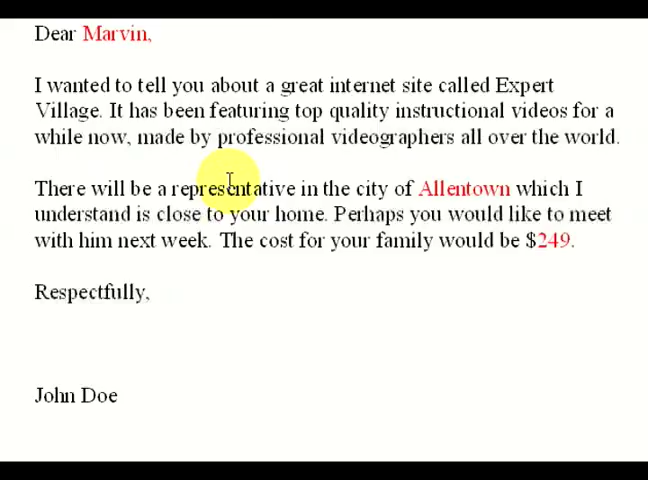 Dear Marvin,
I wanted to tell you about a great internet site called Expert
Village. It has been featuring top quality instructional videos for a
while now, made by professional videographers all over the world.
There will be a representative in the city of Allentown which I
understand is close to your home. Perhaps you would like to meet
with him next week. The cost for your family would be $249.
Respectfully,
John Doe